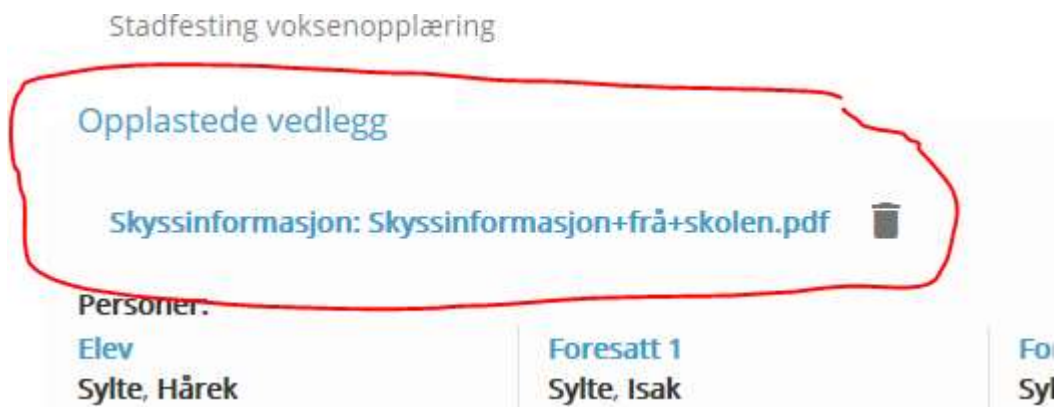 Stadfesting voksenopplæring
Opplastede vedlegg
Skyssinformasjon: Skyssinformasjon+frå+skolen.pdf
Personer:
Elev
Foresatt 1
Sylte, Hårek
Sylte, Isak